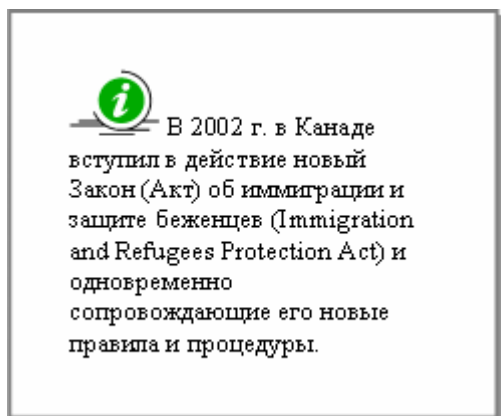 В 2002 г. в Канаде
вступил в действие новый
Закон (Акт) об иммиграции и
защите беженцев (Immigration
and Refugees Protection Act) и
одновременно
сопровождающие его новые
правила и процедуры.